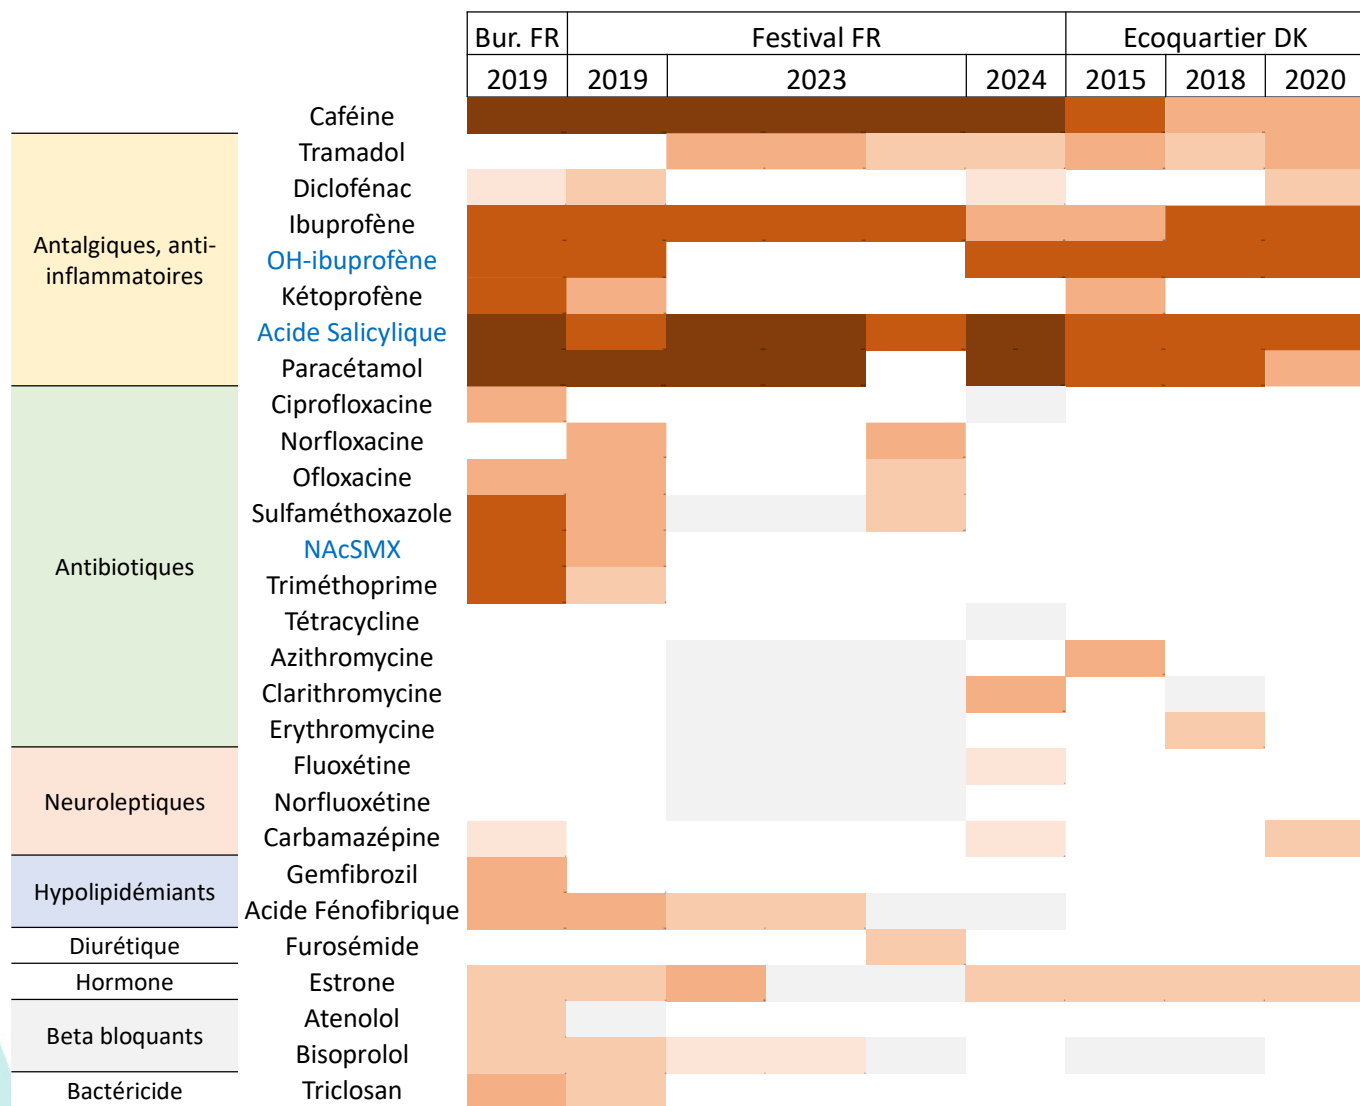 Bur. FR Festival FR Ecoquartier DK
2019 2019 2023 2024 2015 2018 2020
Caféine
Tramadol
Diclofénac
Ibuprofène
Antalgiques, anti-
inflammatoires
OH-ibuprofène
Kétoprofène
Acide Salicylique
Paracétamol
Ciprofloxacine
Norfloxacine
Ofloxacine
Sulfaméthoxazole
Antibiotiques
NAcSMX
Triméthoprime
Tétracycline
Azithromycine
Clarithromycine
Erythromycine
Fluoxétine
Neuroleptiques
Norfluoxétine
Carbamazépine
Gemfibrozil
Hypolipidémiants
Acide Fénofibrique
Diurétique Furosémide
Hormone Estrone
Atenolol
Beta bloquants
Bisoprolol
Bactéricide Triclosan